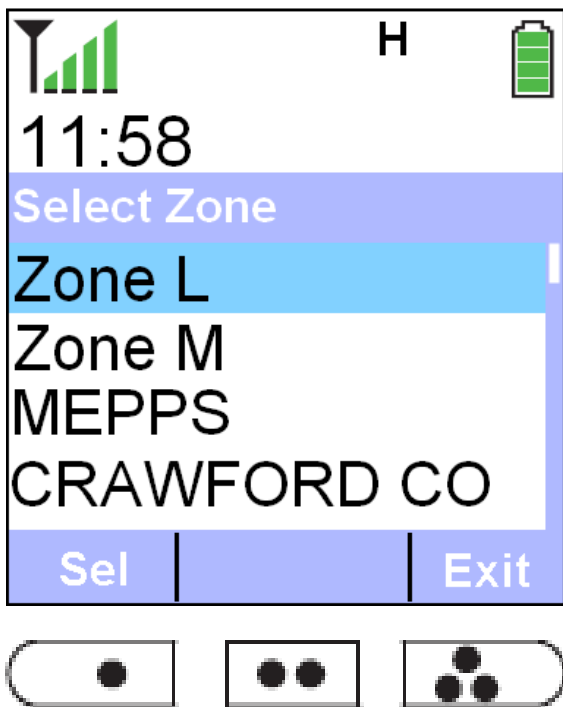 H
11:58
Select Zone
Zone L
Zone M
MEPPS
CRAWFORD CO
Sel Exit